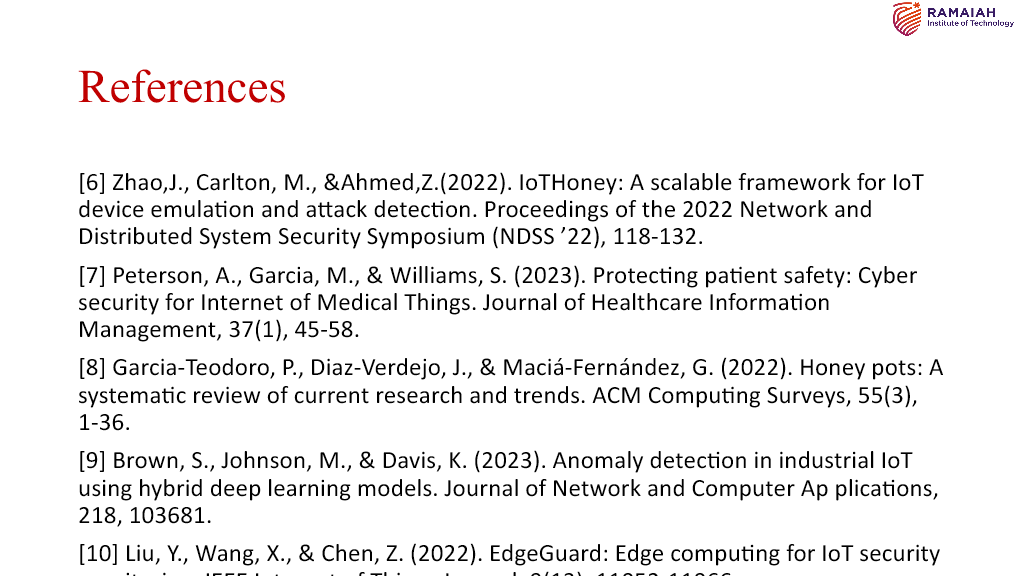 RAMAIAH
Institute of Technology
References
[6] Zhao,J., Carlton, M., &Ahmed,Z.(2022). IoTHoney: A scalable framework for IoT
device emulation and attack detection. Proceedings of the 2022 Network and
Distributed System Security Symposium (NDSS ’22), 118-132.
[7] Peterson, A., Garcia, M., & Williams, S. (2023). Protecting patient safety: Cyber
security for Internet of Medical Things. Journal of Healthcare Information
Management, 37(1), 45-58.
[8] Garcia-Teodoro, P., Diaz-Verdejo, J., & Maciá-Fernández, G. (2022). Honey pots: A
systematic review of current research and trends. ACM Computing Surveys, 55(3),
1-36.
[9] Brown, S., Johnson, M., & Davis, K. (2023). Anomaly detection in industrial IoT
using hybrid deep learning models. Journal of Network and Computer Ap plications,
218, 103681.
[10] Liu, Y., Wang, X., & Chen, Z. (2022). EdgeGuard: Edge computing for IoT security